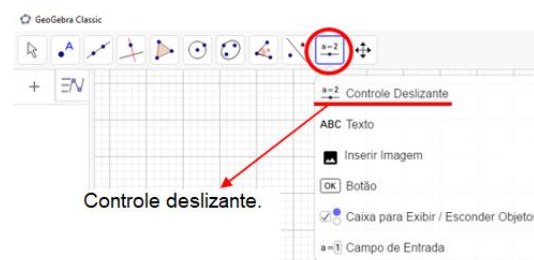 GeoGebra Classic
A
a=2
a=2 Controle Deslizante
ABC Texto
Inserir Imagem
OK Botão
Caixa para Exibir / Esconder Objetos
a=1 Campo de Entrada
Controle deslizante.